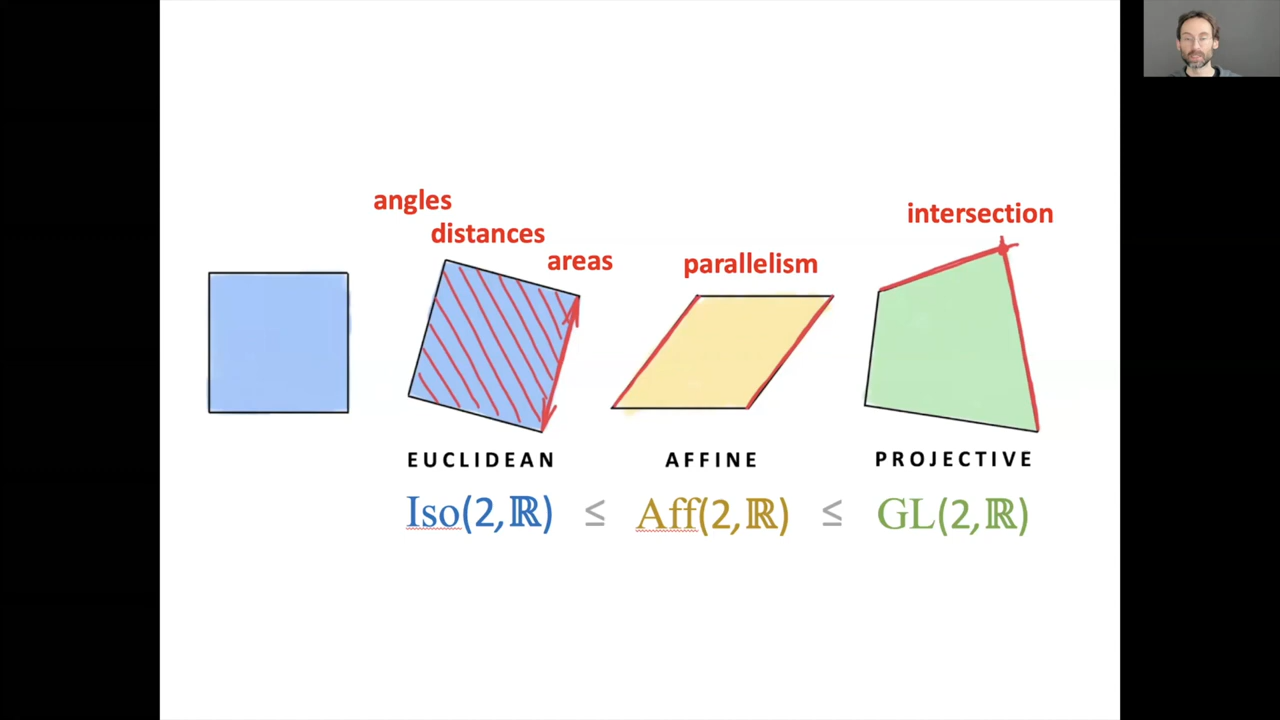 angles
distances
areas
parallelism
intersection
EUCLIDEAN
AFFINE
PROJECTIVE
Iso(2,ℝ) ≤ Aff(2,ℝ) ≤ GL(2,ℝ)